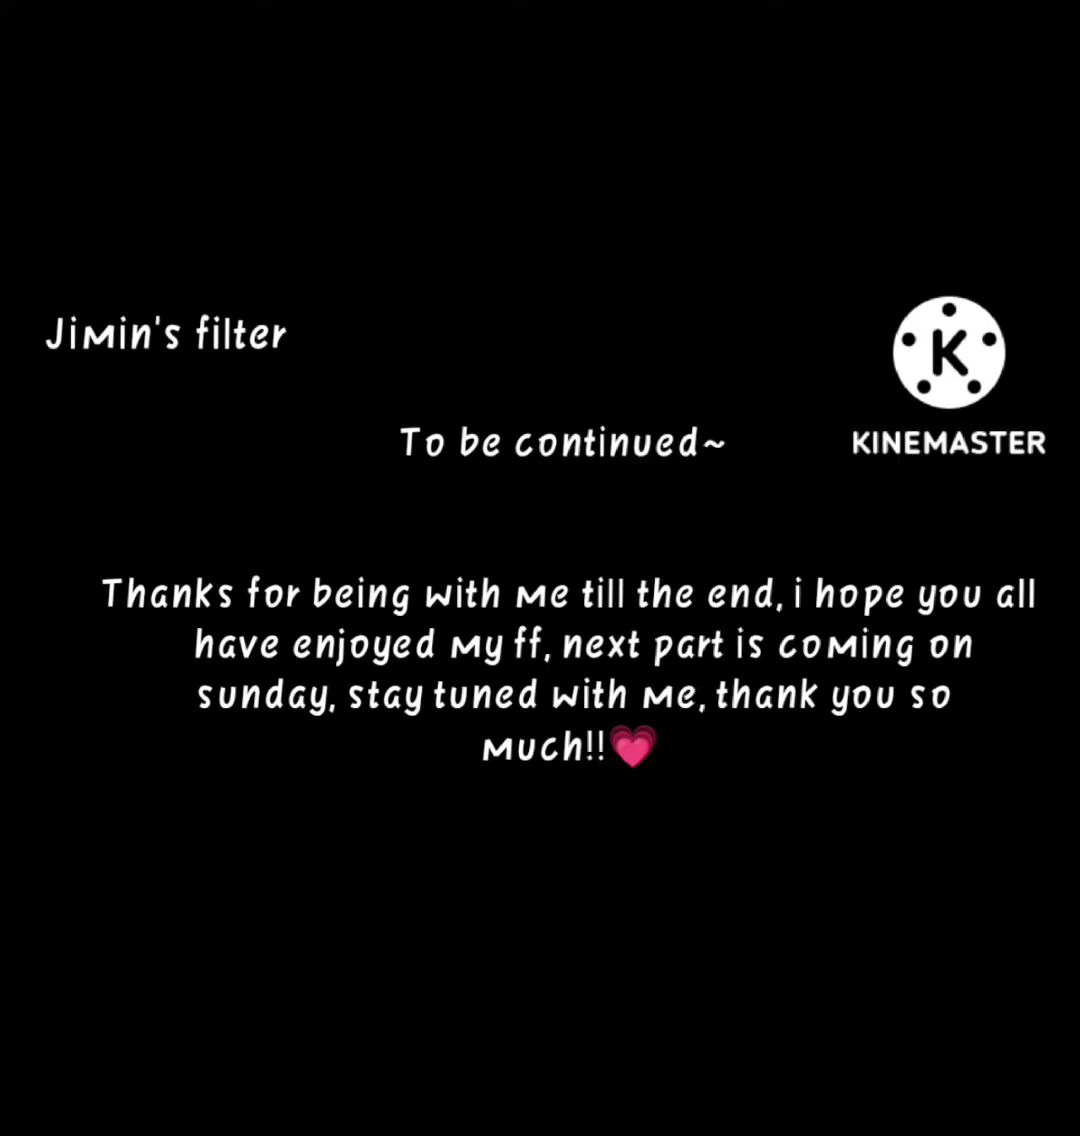 Jimin's filter
K
To be continued~
KINEMASTER
Thanks for being with me till the end, i hope you all
have enjoyed my ff, next part is coming on
sunday, stay tuned with me, thank you so
much!!💗